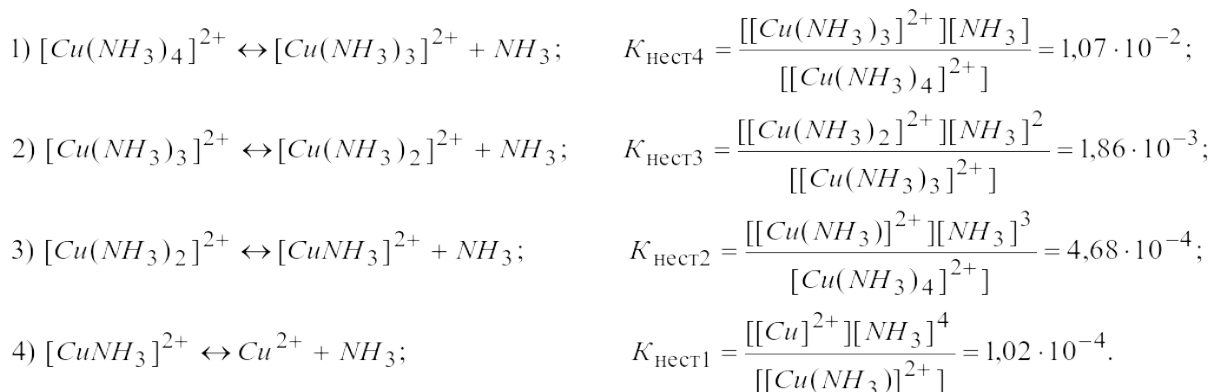 1) [Cu(NH₃)₄]²⁺ ↔ [Cu(NH₃)₃]²⁺ + NH₃; K_нест4 = [[Cu(NH₃)₃]²⁺][NH₃] / [[Cu(NH₃)₄]²⁺] = 1,07 · 10⁻²;
2) [Cu(NH₃)₃]²⁺ ↔ [Cu(NH₃)₂]²⁺ + NH₃; K_нест3 = [[Cu(NH₃)₂]²⁺][NH₃]² / [[Cu(NH₃)₃]²⁺] = 1,86 · 10⁻³;
3) [Cu(NH₃)₂]²⁺ ↔ [CuNH₃]²⁺ + NH₃; K_нест2 = [[Cu(NH₃)]²⁺][NH₃]³ / [Cu(NH₃)₄]²⁺] = 4,68 · 10⁻⁴;
4) [CuNH₃]²⁺ ↔ Cu²⁺ + NH₃; K_нест1 = [[Cu]²⁺][NH₃]⁴ / [[Cu(NH₃)]²⁺] = 1,02 · 10⁻⁴.